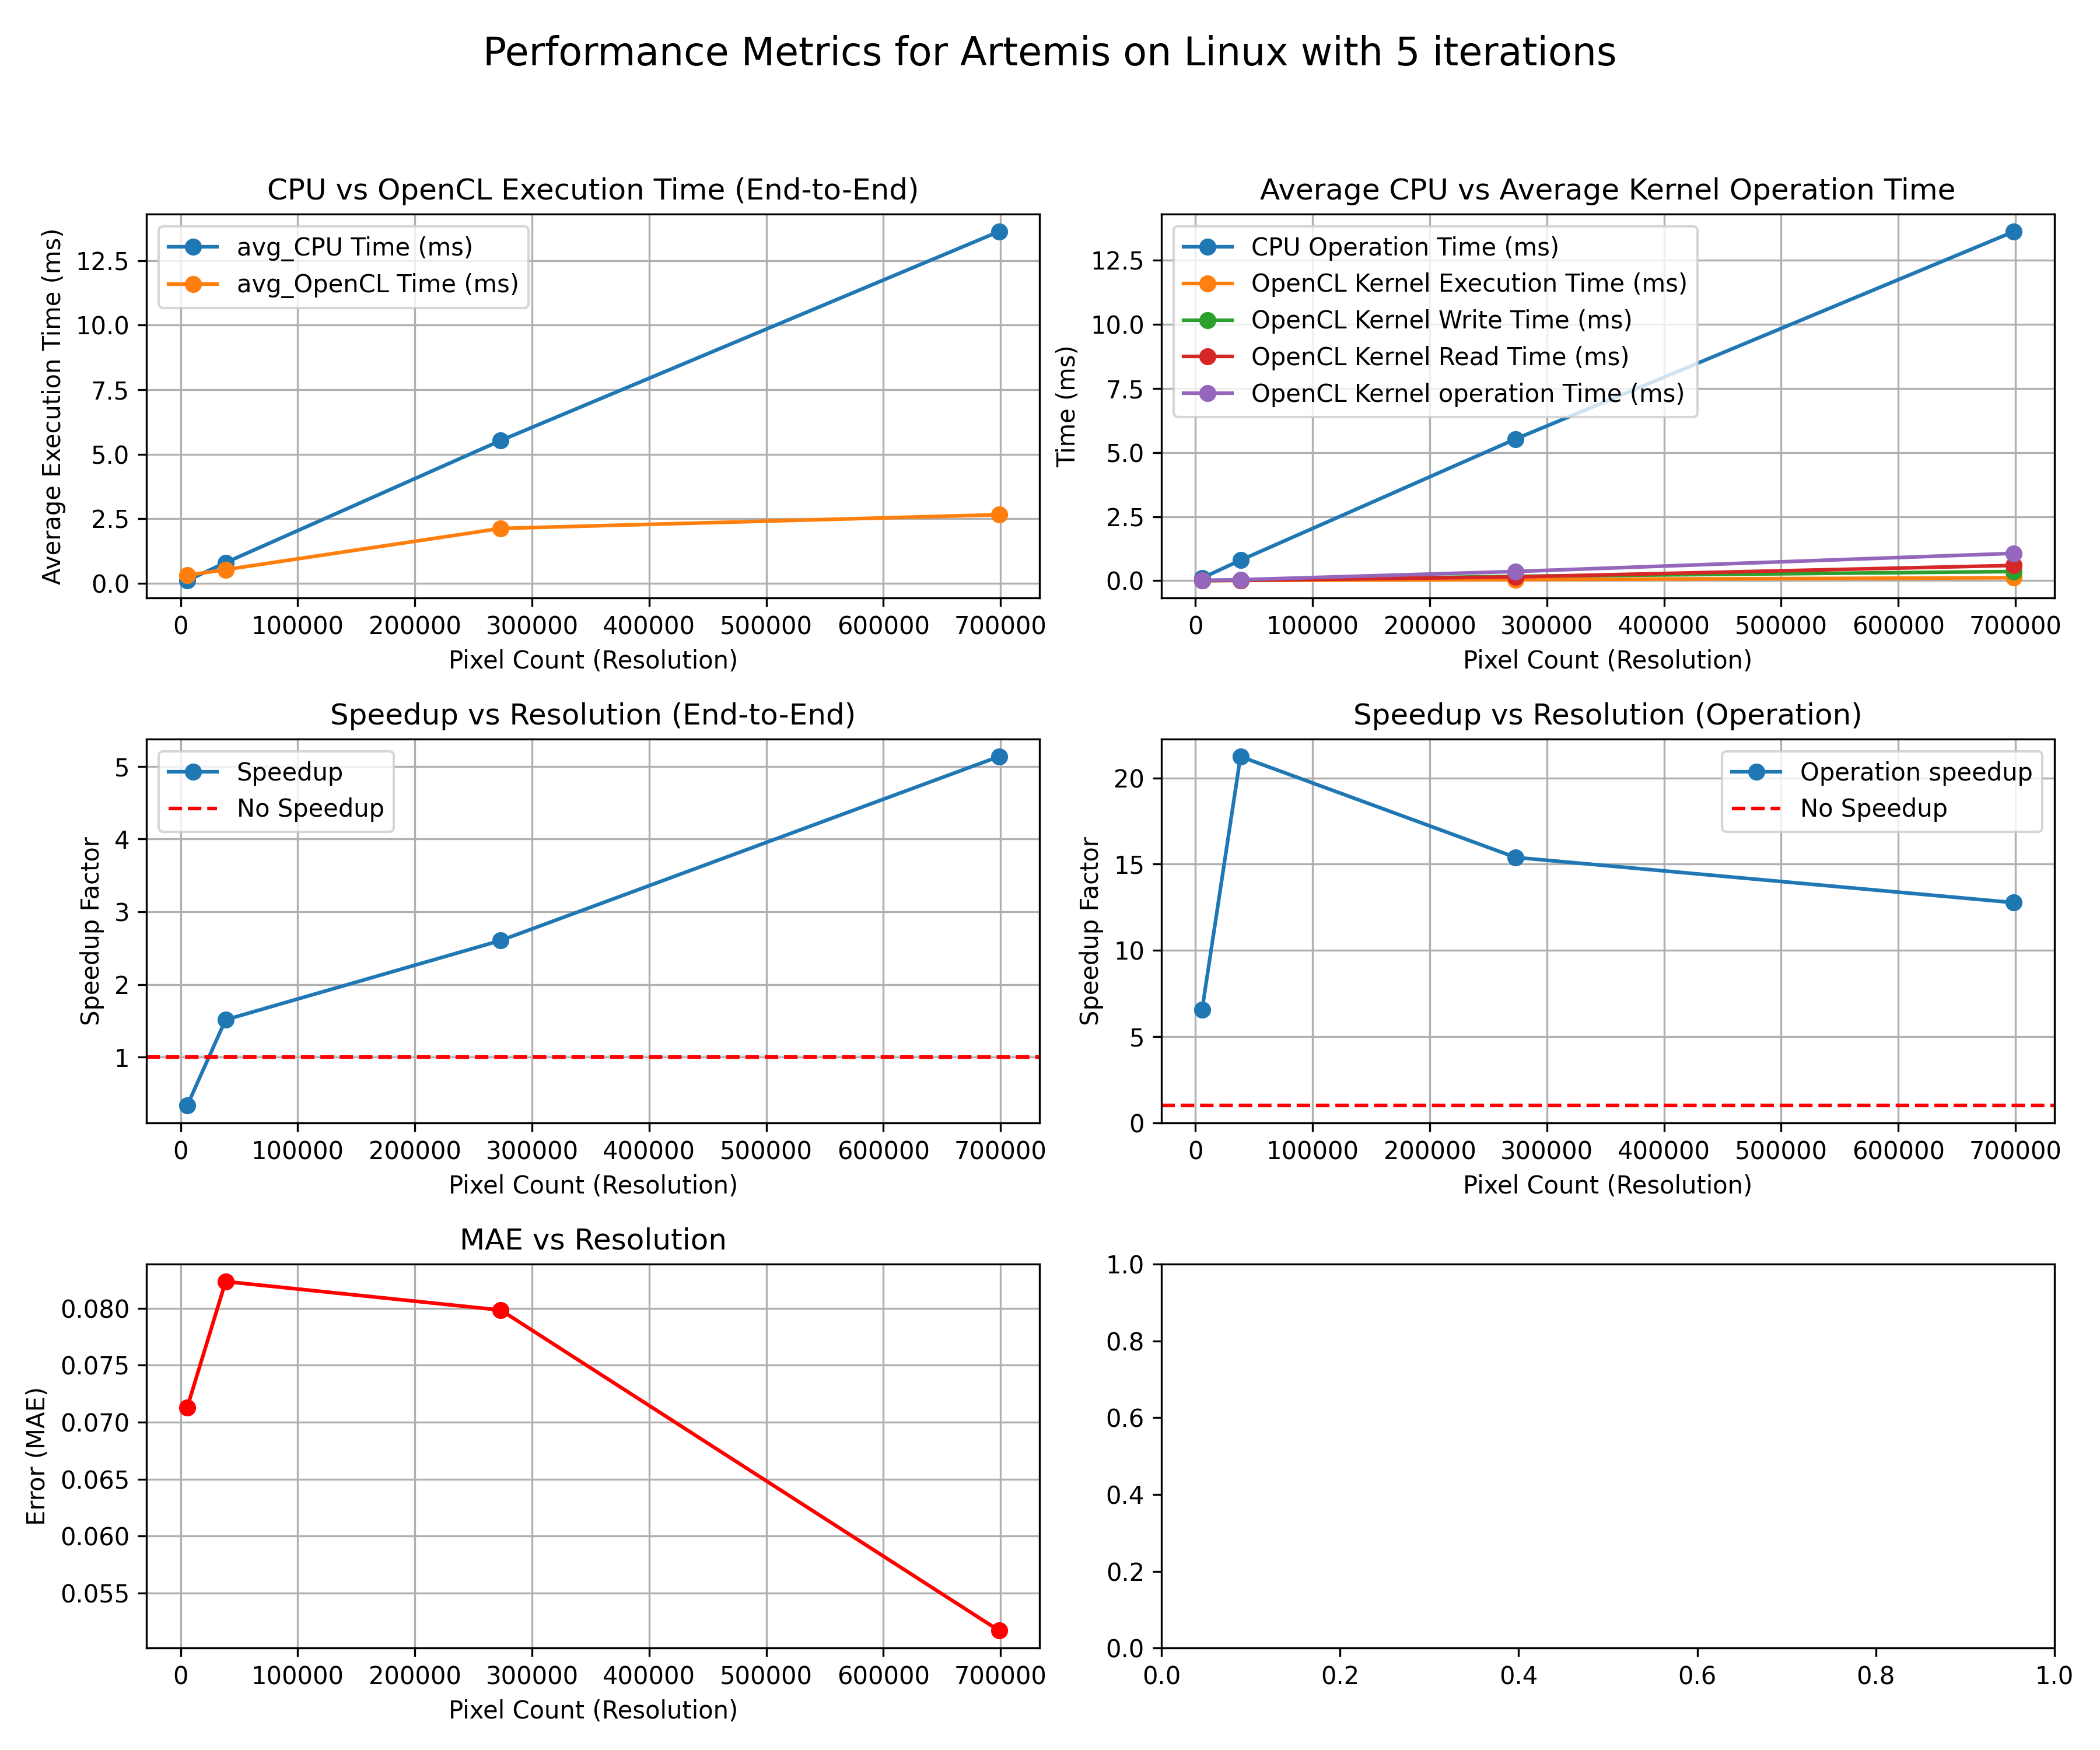 Performance Metrics for Artemis on Linux with 5 iterations
CPU vs OpenCL Execution Time (End-to-End)
Average Execution Time (ms)
12.5
10.0
7.5
5.0
2.5
0.0
avg_CPU Time (ms)
avg_OpenCL Time (ms)
0 100000 200000 300000 400000 500000 600000 700000
Pixel Count (Resolution)
Average CPU vs Average Kernel Operation Time
Time (ms)
12.5
10.0
7.5
5.0
2.5
0.0
CPU Operation Time (ms)
OpenCL Kernel Execution Time (ms)
OpenCL Kernel Write Time (ms)
OpenCL Kernel Read Time (ms)
OpenCL Kernel operation Time (ms)
0 100000 200000 300000 400000 500000 600000 700000
Pixel Count (Resolution)
Speedup vs Resolution (End-to-End)
Speedup Factor
5
4
3
2
1
Speedup
No Speedup
0 100000 200000 300000 400000 500000 600000 700000
Pixel Count (Resolution)
Speedup vs Resolution (Operation)
Speedup Factor
20
15
10
5
0
Operation speedup
No Speedup
0 100000 200000 300000 400000 500000 600000 700000
Pixel Count (Resolution)
MAE vs Resolution
Error (MAE)
0.080
0.075
0.070
0.065
0.060
0.055
0 100000 200000 300000 400000 500000 600000 700000
Pixel Count (Resolution)
1.0
0.8
0.6
0.4
0.2
0.0
0.0 0.2 0.4 0.6 0.8 1.0